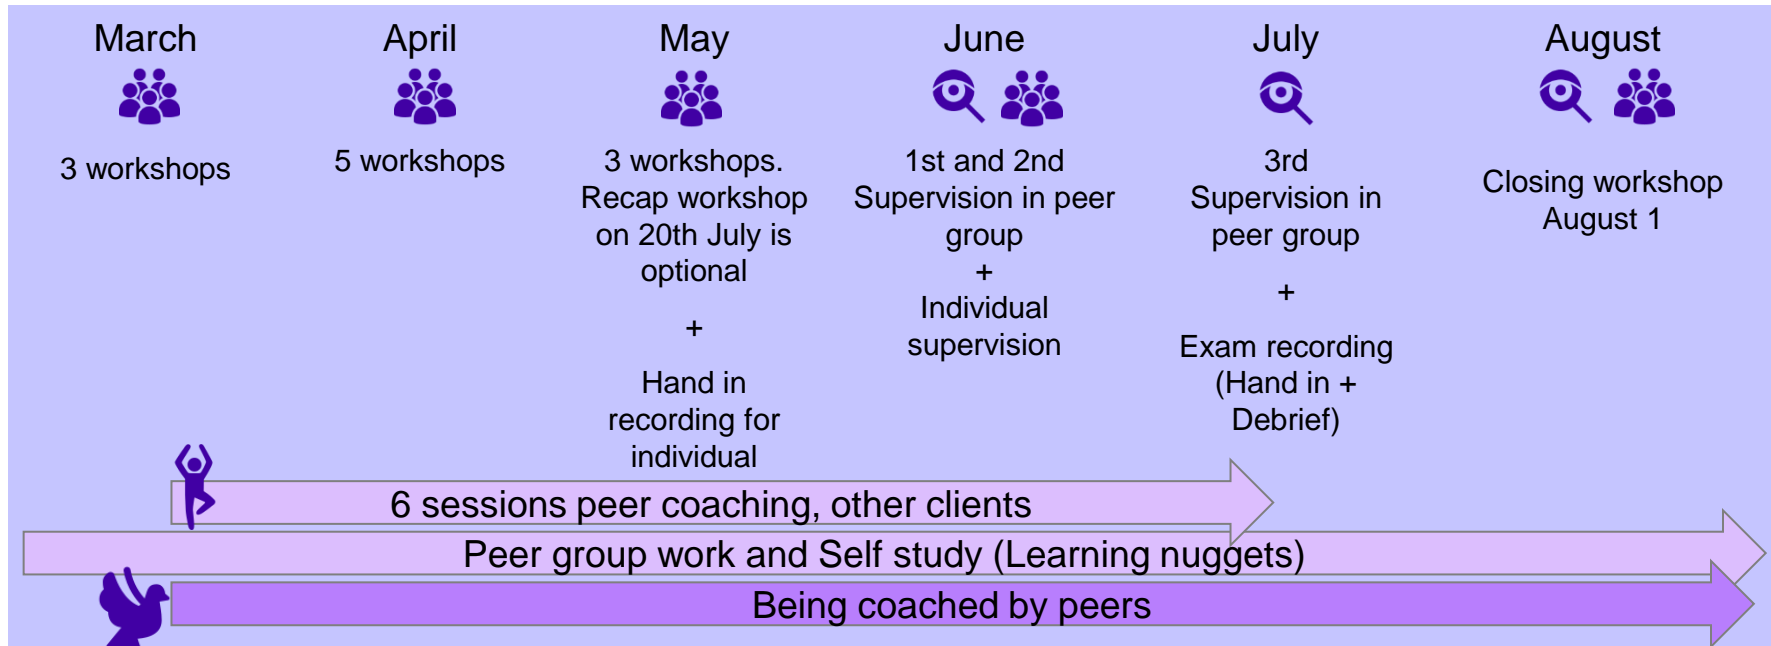 March
3 workshops
April
5 workshops
May
3 workshops.
Recap workshop
on 20th July is
optional
+
Hand in
recording for
individual
June
1st and 2nd
Supervision in peer
group
+
Individual
supervision
July
3rd
Supervision in
peer group
+
Exam recording
(Hand in +
Debrief)
August
Closing workshop
August 1
6 sessions peer coaching, other clients
Peer group work and Self study (Learning nuggets)
Being coached by peers